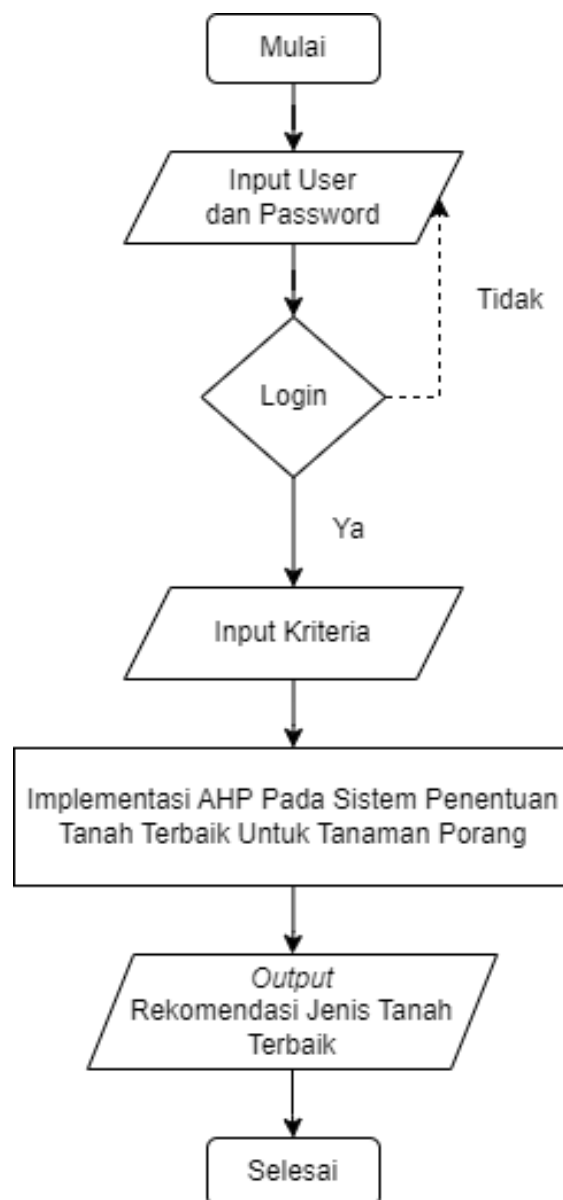 Mulai
Input User
dan Password
Tidak
Login
Ya
Input Kriteria
Implementasi AHP Pada Sistem Penentuan
Tanah Terbaik Untuk Tanaman Porang
Output
Rekomendasi Jenis Tanah
Terbaik
Selesai